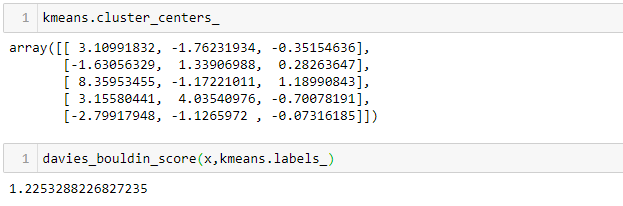 1 kmeans.cluster_centers_
array([[ 3.10991832, -1.76231934, -0.35154636],
[-1.63056329, 1.33906988, 0.28263647],
[ 8.35953455, -1.17221011, 1.18990843],
[ 3.15580441, 4.03540976, -0.70078191],
[-2.79917948, -1.1265972 , -0.07316185]])
1 davies_bouldin_score(x,kmeans.labels_)
1.2253288226827235